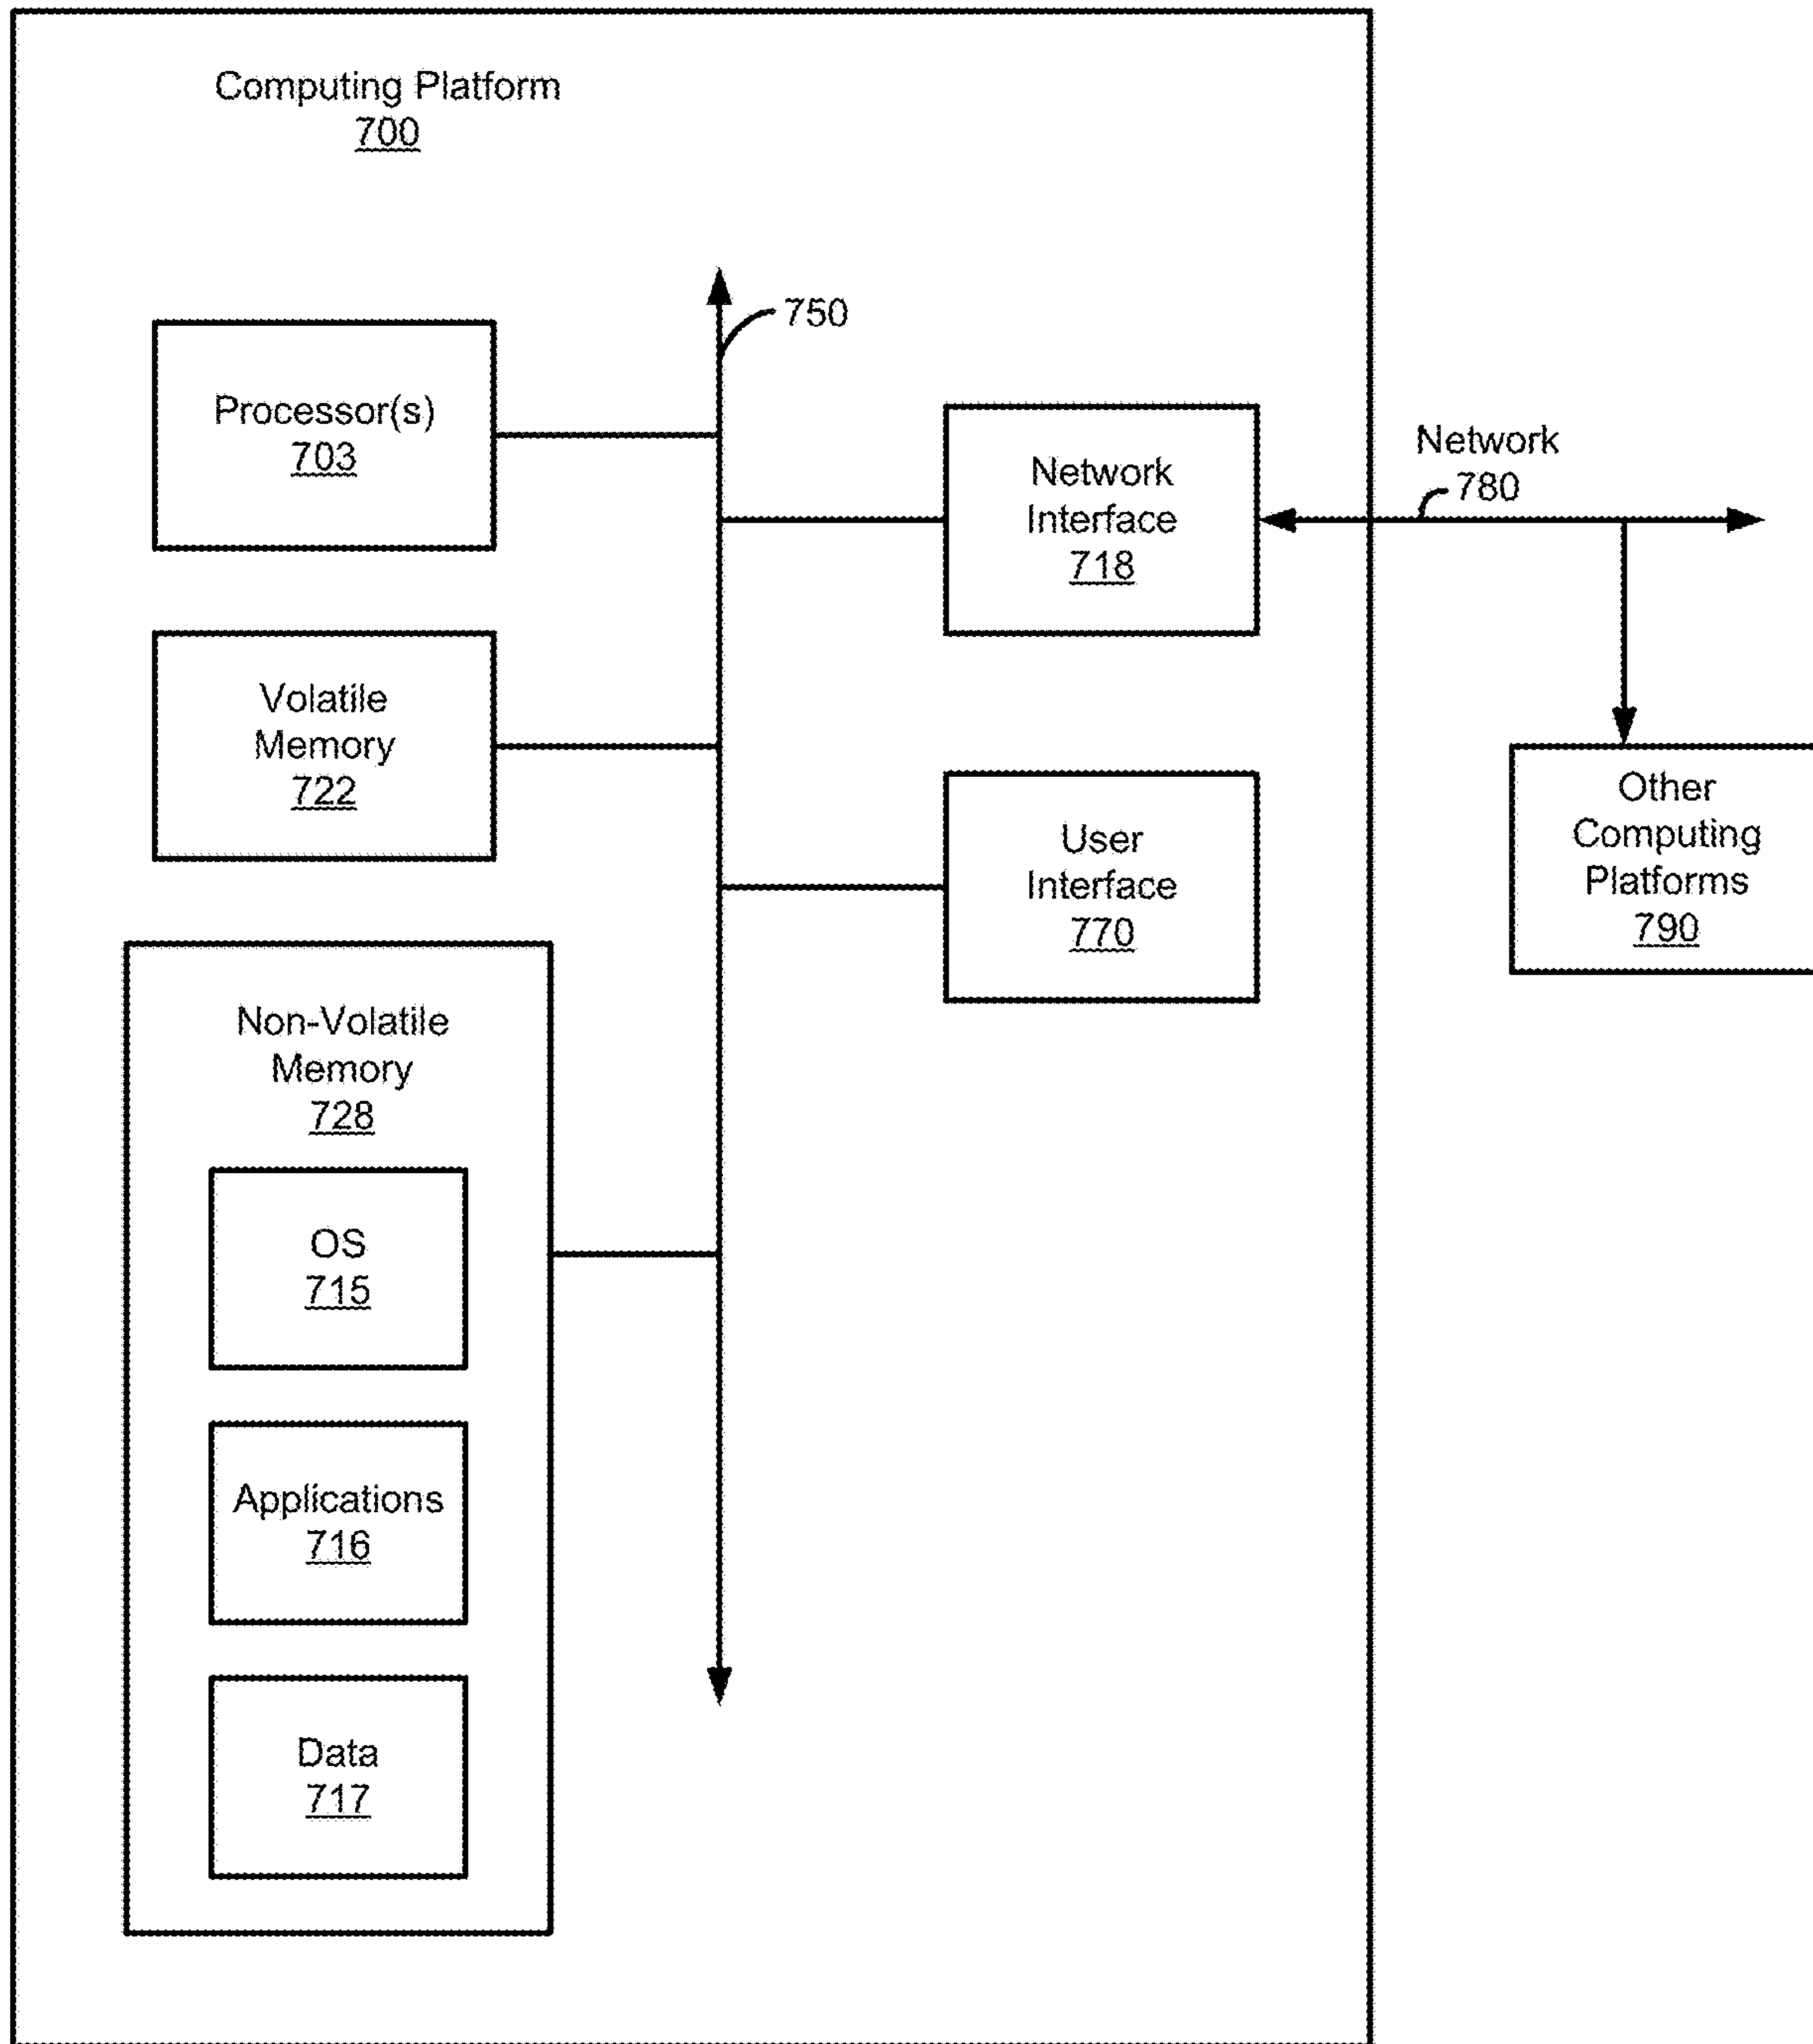 Computing Platform
700
750
Processor(s)
703
Network
Interface
718
Network
780
Volatile
Memory
722
User
Interface
770
Other
Computing
Platforms
790
Non-Volatile
Memory
728
OS
715
Applications
716
Data
717